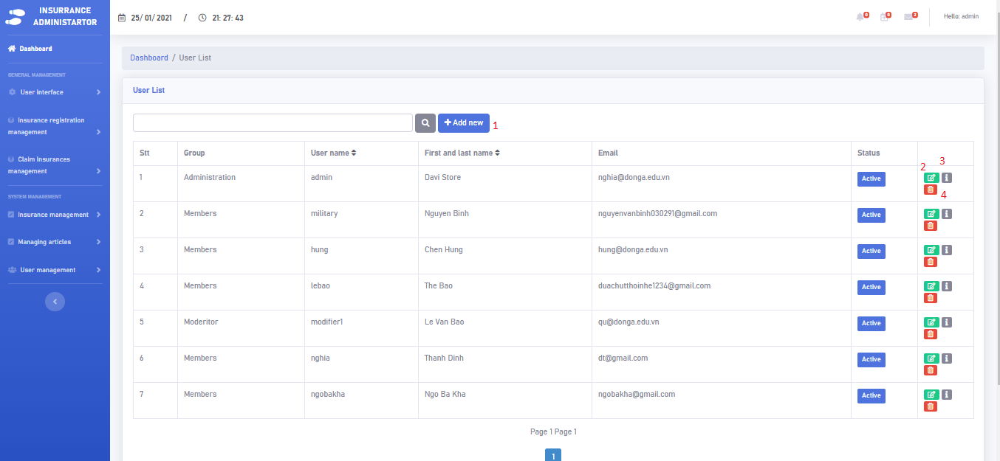 INSURRANCE
ADMINISTARTOR
25/ 01/ 2021 / 21: 27: 43
0 0 2
Hello: admin
Dashboard
GENERAL MANAGEMENT
User Interface
Insurance registration
management
Claim Insurances
management
SYSTEM MANAGEMENT
Insurance management
Managing articles
User management
Dashboard / User List
User List
Add new 1
Stt Group User name First and last name Email Status
2 3
1 Administration admin Davi Store nghia@donga.edu.vn Active
4
2 Members military Nguyen Binh nguyenvanbinh030291@gmail.com Active
3 Members hung Chen Hung hung@donga.edu.vn Active
4 Members lebao The Bao duachutthoinhe1234@gmail.com Active
5 Moderitor modifier1 Le Van Bao qu@donga.edu.vn Active
6 Members nghia Thanh Dinh dt@gmail.com Active
7 Members ngobakha Ngo Ba Kha ngobakha@gmail.com Active
Page 1 Page 1
1